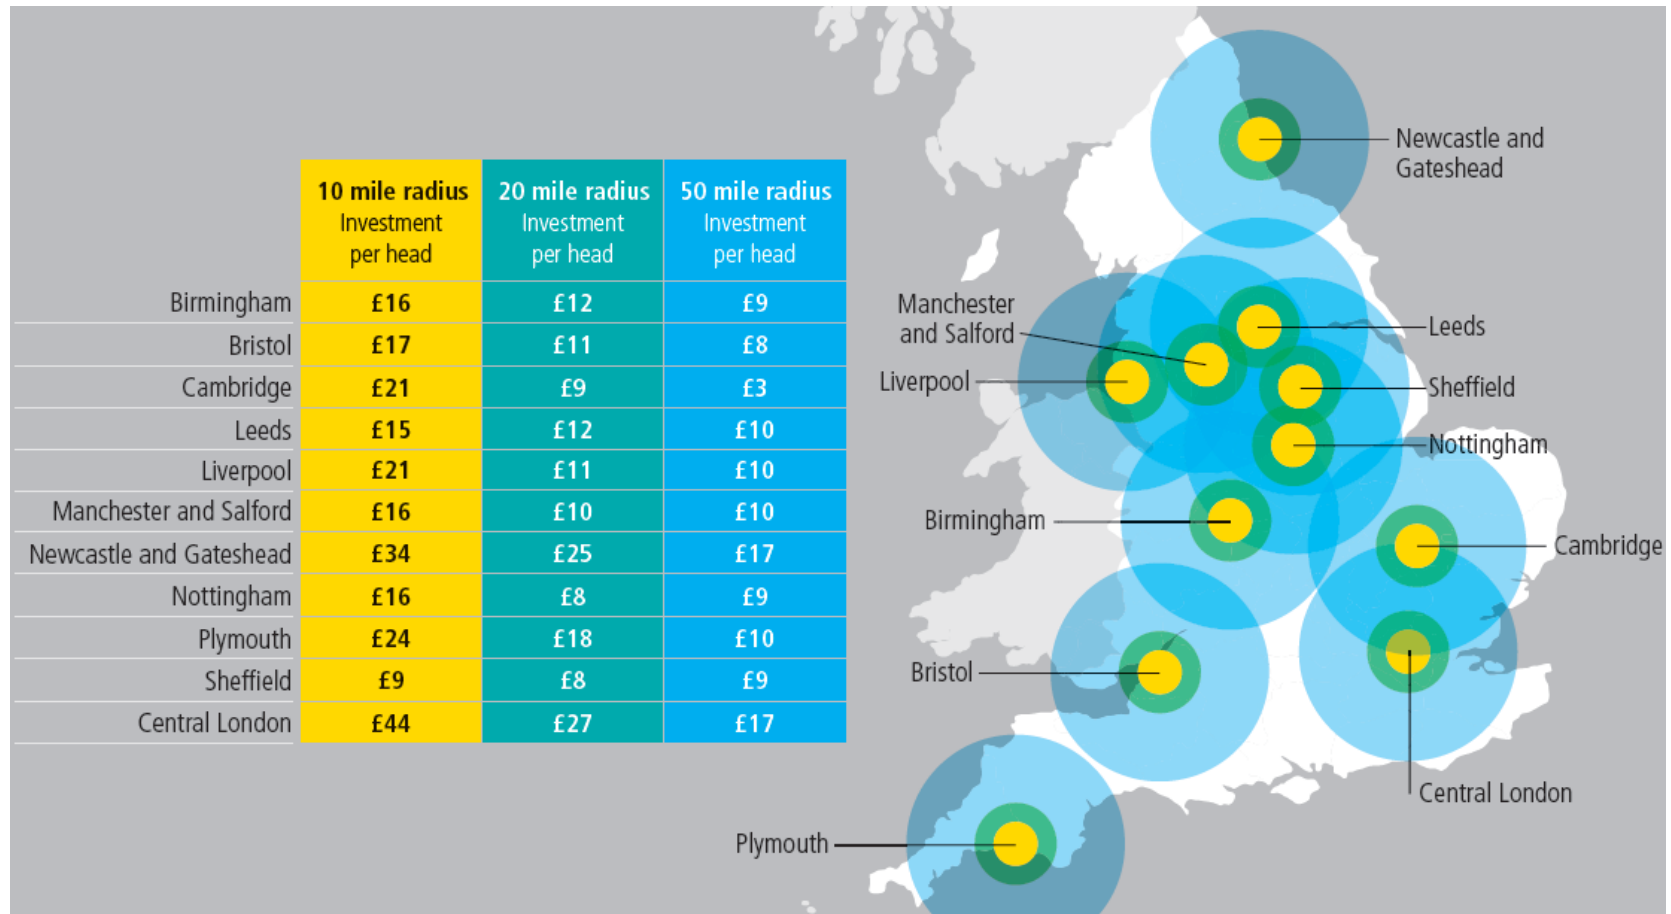 10 mile radius
Investment
per head
20 mile radius
Investment
per head
50 mile radius
Investment
per head
Birmingham £16 £12 £9
Bristol £17 £11 £8
Cambridge £21 £9 £3
Leeds £15 £12 £10
Liverpool £21 £11 £10
Manchester and Salford £16 £10 £10
Newcastle and Gateshead £34 £25 £17
Nottingham £16 £8 £9
Plymouth £24 £18 £10
Sheffield £9 £8 £9
Central London £44 £27 £17
Newcastle and
Gateshead
Manchester
and Salford
Leeds
Liverpool
Sheffield
Nottingham
Birmingham
Cambridge
Bristol
Central London
Plymouth